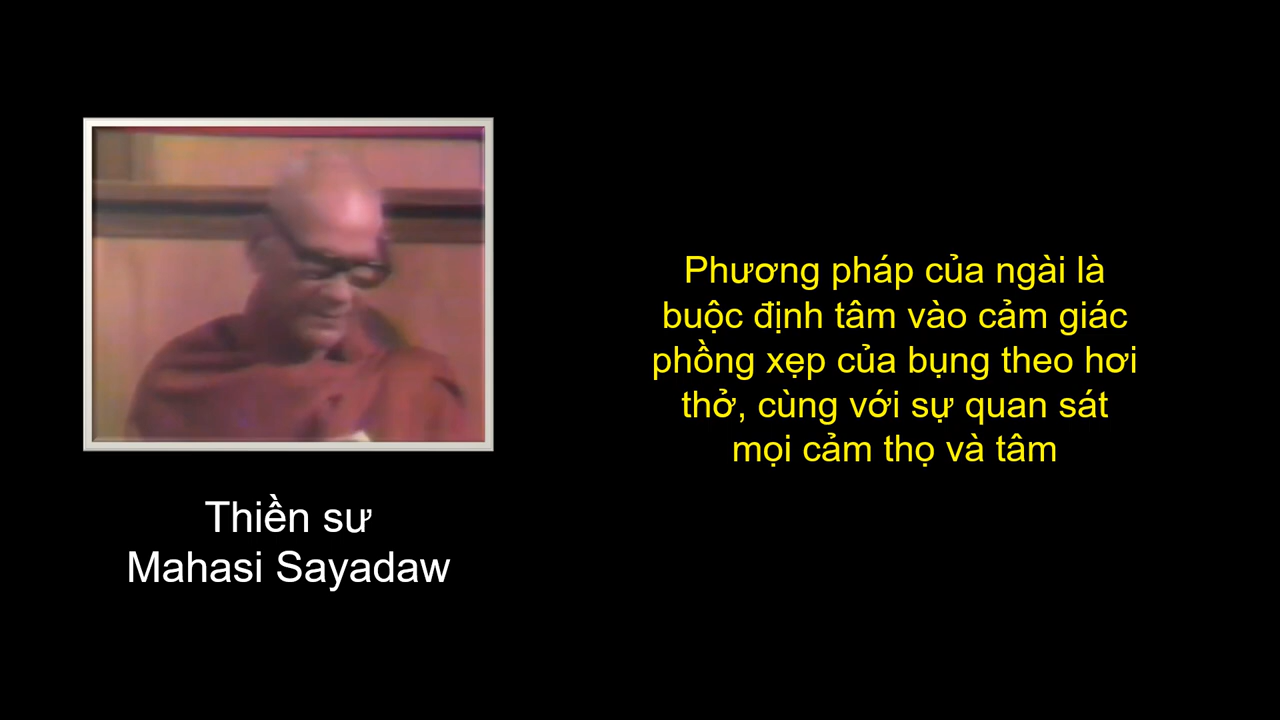 Phương pháp của ngài là
buộc định tâm vào cảm giác
phồng xẹp của bụng theo hơi
thở, cùng với sự quan sát
mọi cảm thọ và tâm
Thiền sư
Mahasi Sayadaw